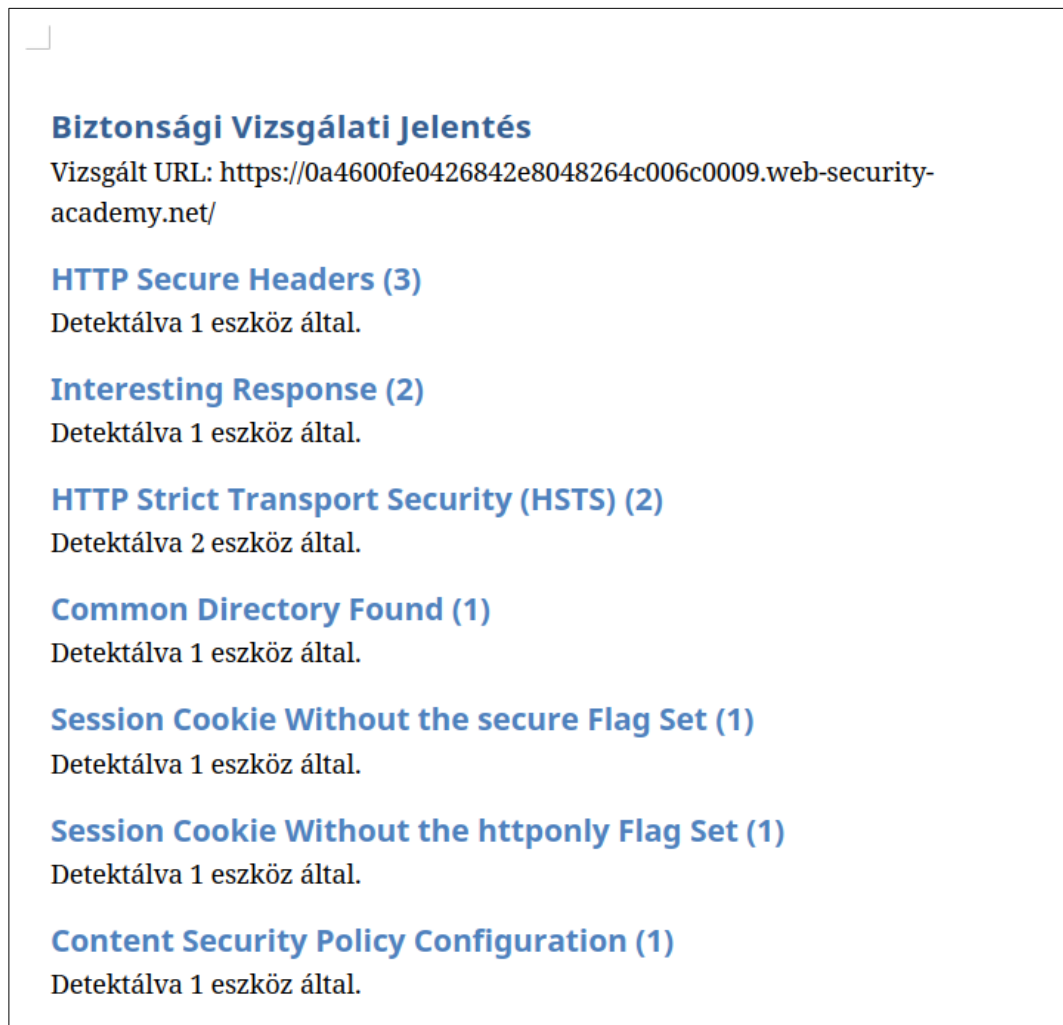 Biztonsági Vizsgálati Jelentés
Vizsgált URL: https://0a4600fe0426842e8048264c006c0009.web-security-
academy.net/
HTTP Secure Headers (3)
Detektálva 1 eszköz által.
Interesting Response (2)
Detektálva 1 eszköz által.
HTTP Strict Transport Security (HSTS) (2)
Detektálva 2 eszköz által.
Common Directory Found (1)
Detektálva 1 eszköz által.
Session Cookie Without the secure Flag Set (1)
Detektálva 1 eszköz által.
Session Cookie Without the httponly Flag Set (1)
Detektálva 1 eszköz által.
Content Security Policy Configuration (1)
Detektálva 1 eszköz által.